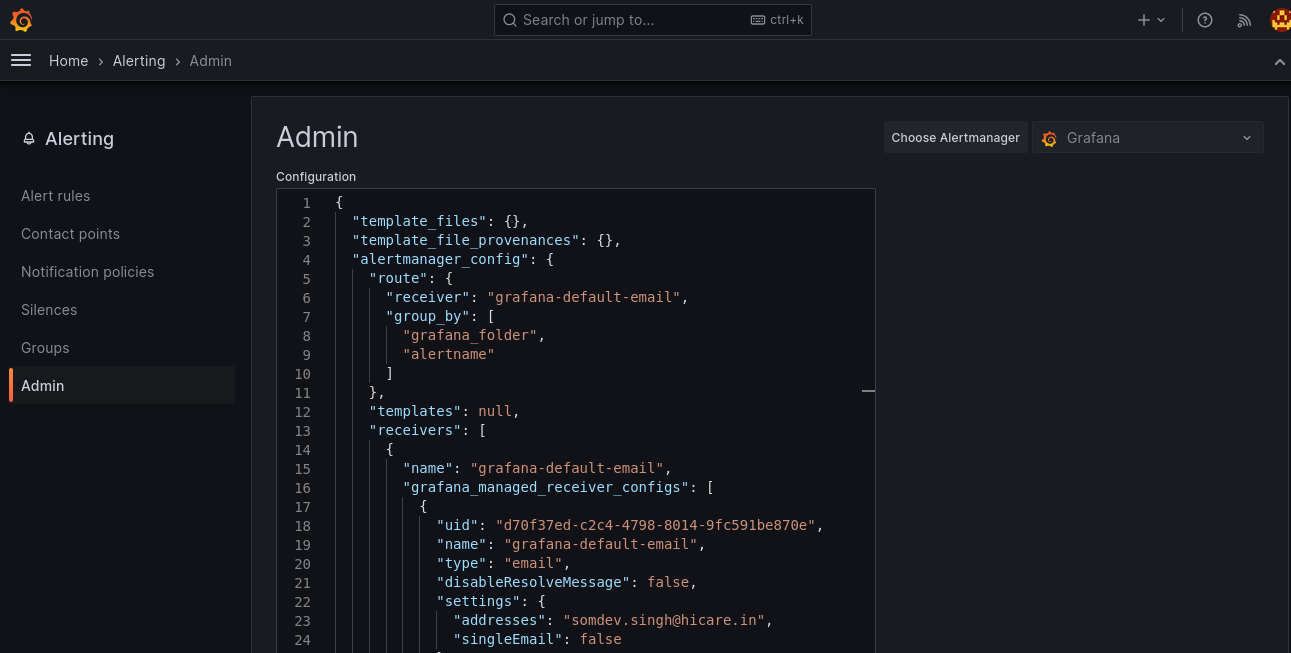 Search or jump to... ctrl+k
Home › Alerting › Admin
Alerting
Alert rules
Contact points
Notification policies
Silences
Groups
Admin
Admin
Choose Alertmanager Grafana
Configuration
1 {
2 "template_files": {},
3 "template_file_provenances": {},
4 "alertmanager_config": {
5 "route": {
6 "receiver": "grafana-default-email",
7 "group_by": [
8 "grafana_folder",
9 "alertname"
10 ]
11 },
12 "templates": null,
13 "receivers": [
14 {
15 "name": "grafana-default-email",
16 "grafana_managed_receiver_configs": [
17 {
18 "uid": "d70f37ed-c2c4-4798-8014-9fc591be870e",
19 "name": "grafana-default-email",
20 "type": "email",
21 "disableResolveMessage": false,
22 "settings": {
23 "addresses": "somdev.singh@hicare.in",
24 "singleEmail": false